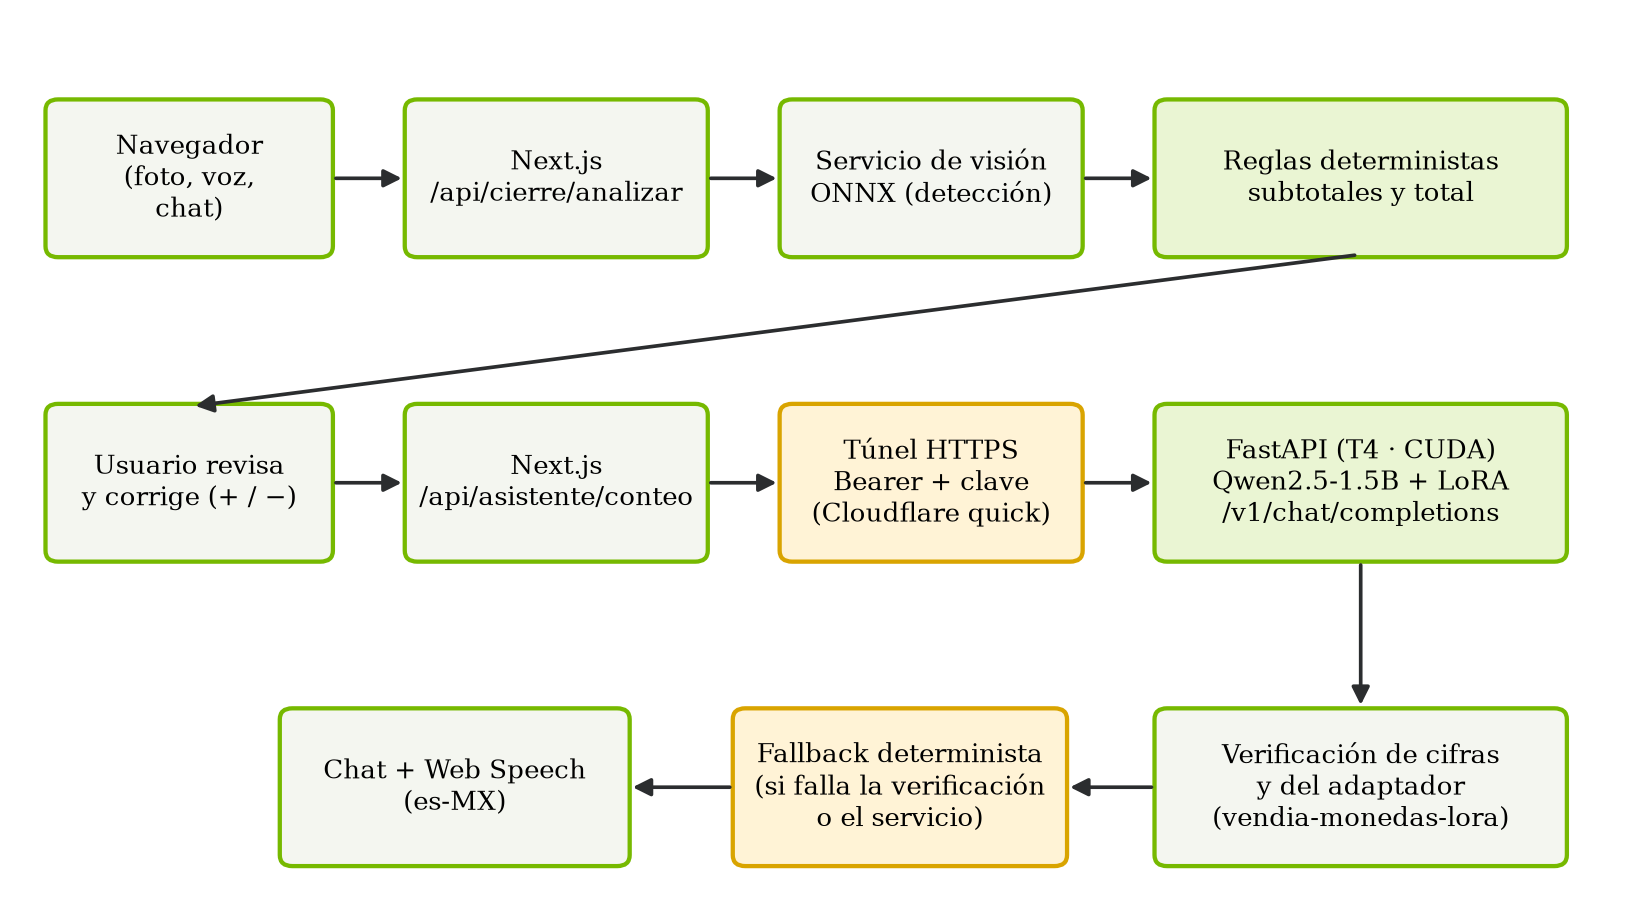 Navegador
(foto, voz,
chat)
Next.js
/api/cierre/analizar
Servicio de visión
ONNX (detección)
Reglas deterministas
subtotales y total
Usuario revisa
y corrige (+ / −)
Next.js
/api/asistente/conteo
Túnel HTTPS
Bearer + clave
(Cloudflare quick)
FastAPI (T4 · CUDA)
Qwen2.5-1.5B + LoRA
/v1/chat/completions
Chat + Web Speech
(es-MX)
Fallback determinista
(si falla la verificación
o el servicio)
Verificación de cifras
y del adaptador
(vendia-monedas-lora)